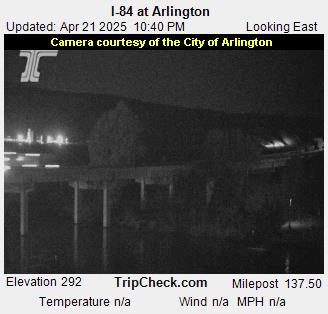 I-84 at Arlington
Updated: Apr 21 2025 10:40 PM Looking East
Camera courtesy of the City of Arlington
Elevation 292 TripCheck.com Milepost 137.50
Temperature n/a Wind n/a MPH n/a